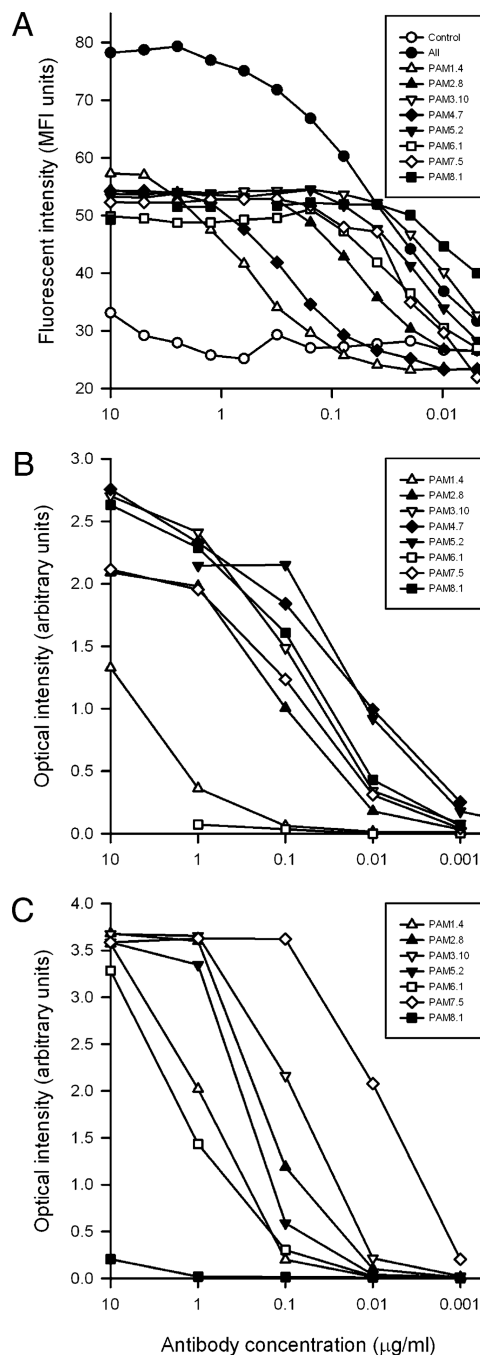 A
Fluorescent intensity (MFI units)
80
70
60
50
40
30
20
10
1
0.1
0.01
Control
All
PAM1.4
PAM2.8
PAM3.10
PAM4.7
PAM5.2
PAM6.1
PAM7.5
PAM8.1
B
Optical intensity (arbitrary units)
3.0
2.5
2.0
1.5
1.0
0.5
0.0
10
1
0.1
0.01
0.001
PAM1.4
PAM2.8
PAM3.10
PAM4.7
PAM5.2
PAM6.1
PAM7.5
PAM8.1
C
Optical intensity (arbitrary units)
4.0
3.5
3.0
2.5
2.0
1.5
1.0
0.5
0.0
10
1
0.1
0.01
0.001
PAM1.4
PAM2.8
PAM3.10
PAM5.2
PAM6.1
PAM7.5
PAM8.1
Antibody concentration (μg/ml)